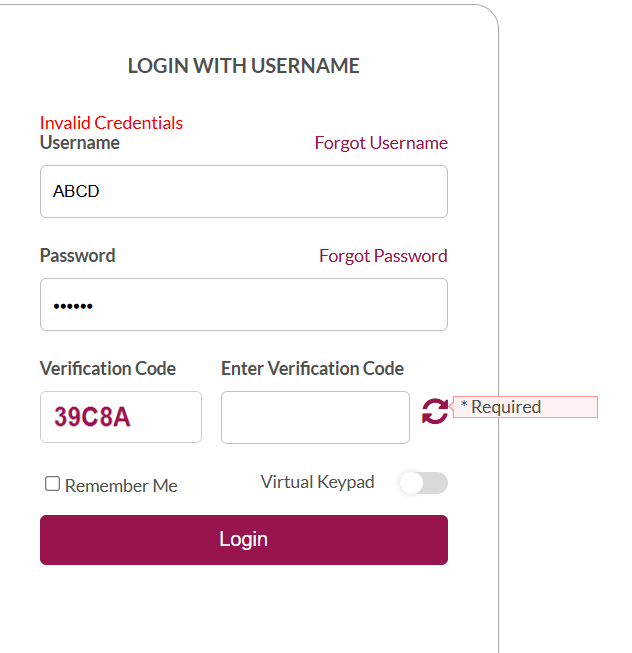 LOGIN WITH USERNAME
Invalid Credentials
Username Forgot Username
ABCD
Password Forgot Password
••••••
Verification Code Enter Verification Code
39C8A * Required
Remember Me Virtual Keypad
Login